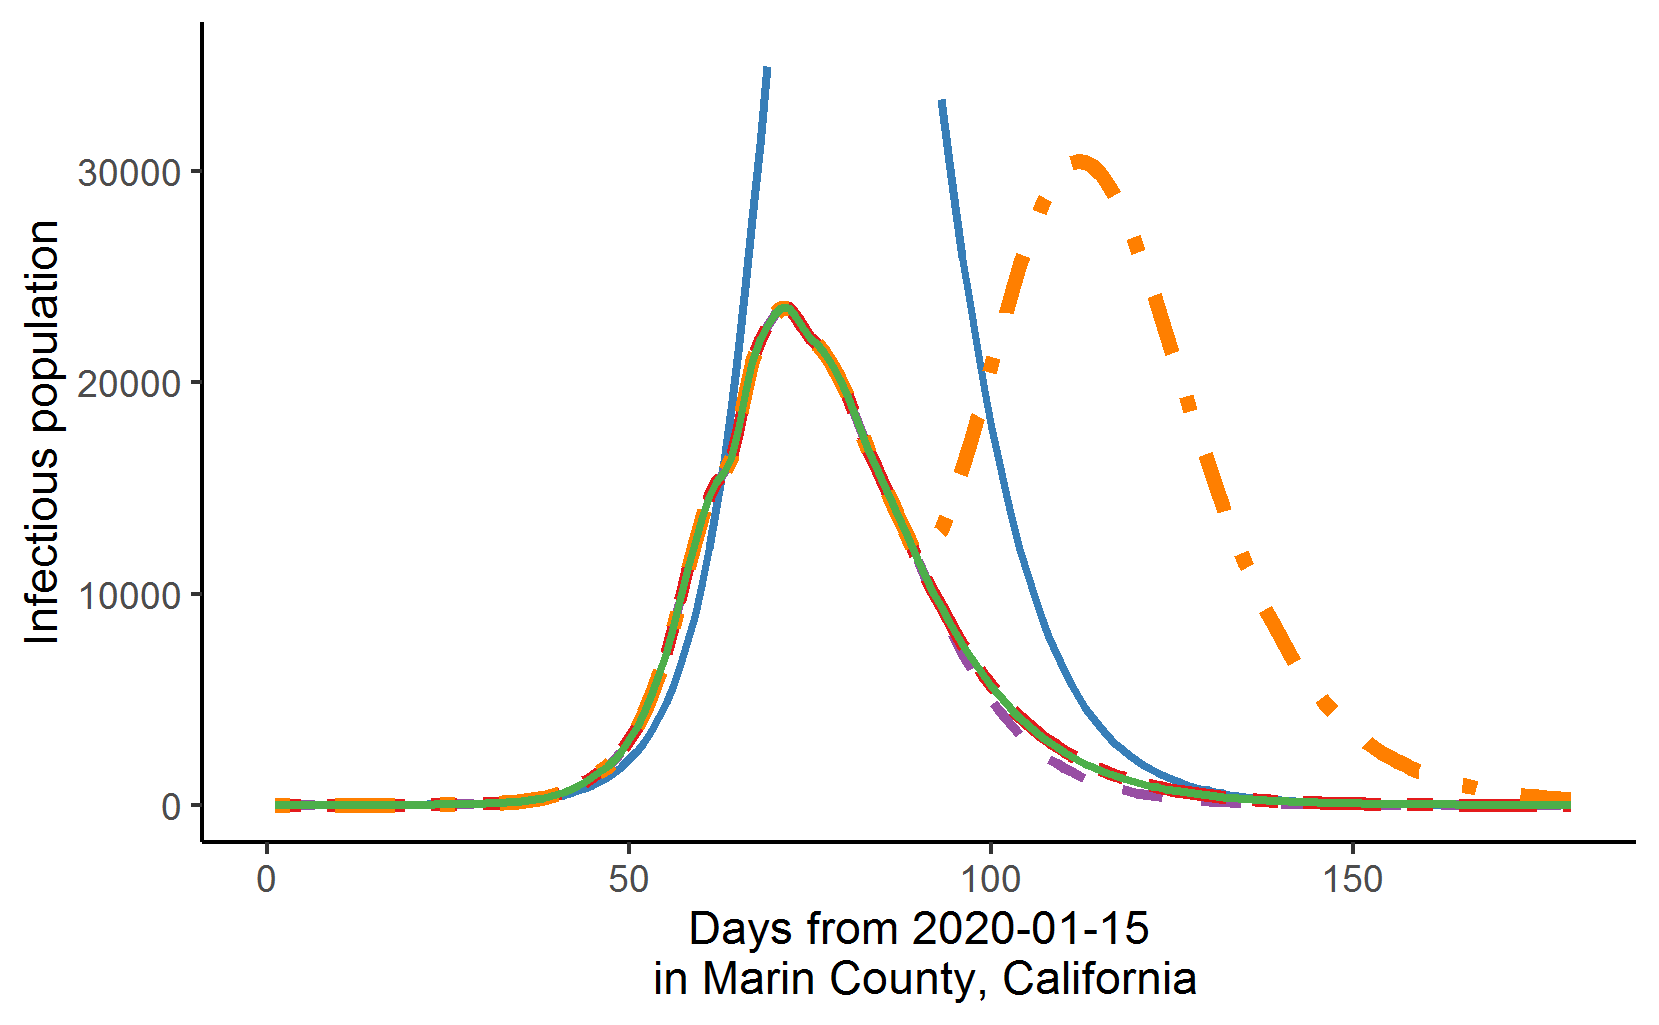 Infectious population
30000
20000
10000
0
0 50 100 150
Days from 2020-01-15
in Marin County, California